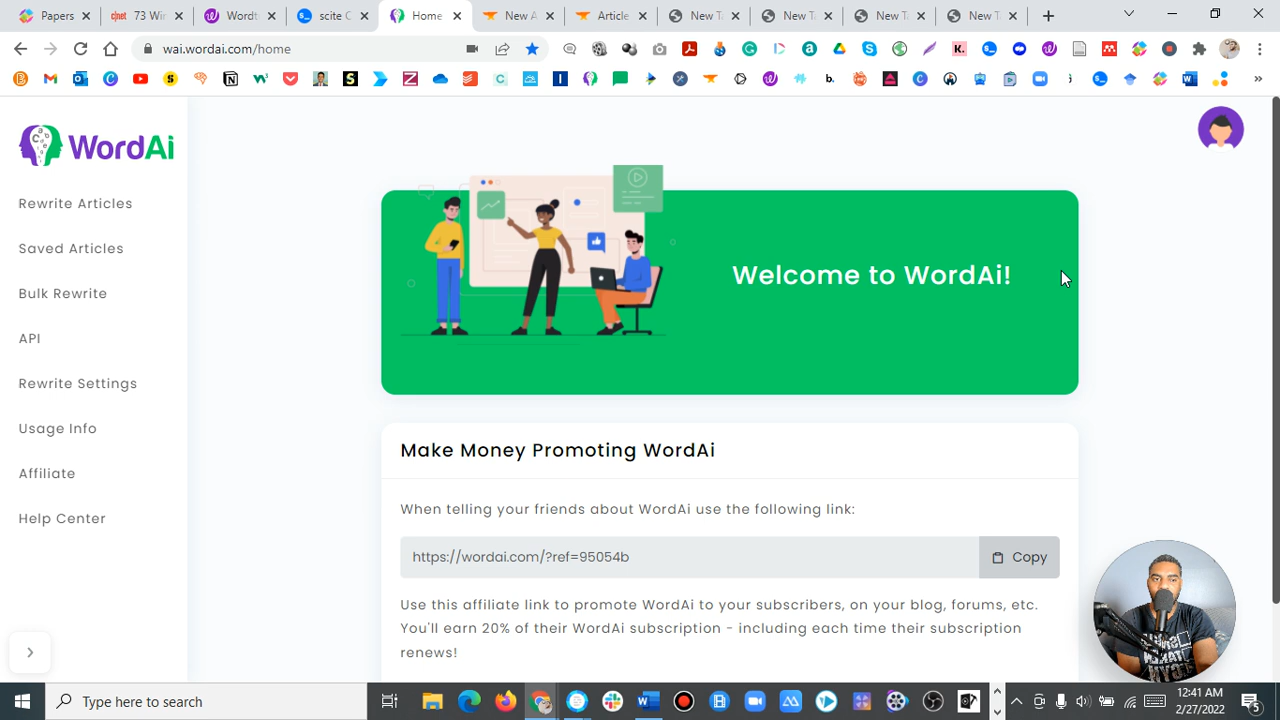 Papers
cjnet 73 Wi
Wordt
scite C
Home
New A
Article
New T
New T
New T
New T
wai.wordai.com/home
WordAi
Rewrite Articles
Saved Articles
Bulk Rewrite
API
Rewrite Settings
Usage Info
Affiliate
Help Center
Welcome to WordAi!
Make Money Promoting WordAi
When telling your friends about WordAi use the following link:
https://wordai.com/?ref=95054b
Copy
Use this affiliate link to promote WordAi to your subscribers, on your blog, forums, etc.
You'll earn 20% of their WordAi subscription - including each time their subscription
renews!
Type here to search
12:41 AM
2/27/2022
5